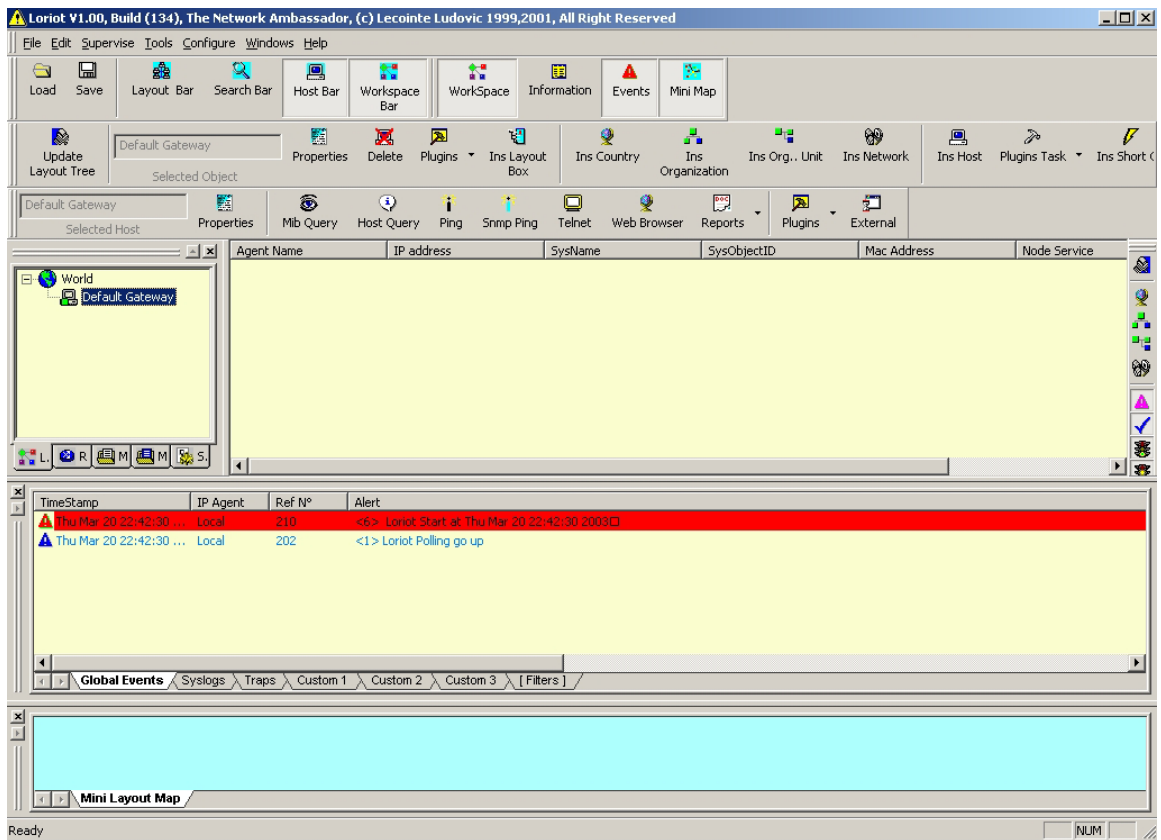 Loriot V1.00, Build (134), The Network Ambassador, (c) Lecointe Ludovic 1999,2001, All Right Reserved
File Edit Supervise Tools Configure Windows Help
Load Save Layout Bar Search Bar Host Bar Workspace Bar WorkSpace Information Events Mini Map
Update Layout Tree Default Gateway Selected Object Properties Delete Plugins Ins Layout Box Ins Country Ins Organization Ins Org.. Unit Ins Network Ins Host Plugins Task Ins Short (
Default Gateway Selected Host Properties Mib Query Host Query Ping Snmp Ping Telnet Web Browser Reports Plugins External
Agent Name IP address SysName SysObjectID Mac Address Node Service
World
Default Gateway
L. R M M S.
TimeStamp IP Agent Ref N° Alert
Thu Mar 20 22:42:30 ... Local 210 <6> Loriot Start at Thu Mar 20 22:42:30 2003□
Thu Mar 20 22:42:30 ... Local 202 <1> Loriot Polling go up
Global Events Syslogs Traps Custom 1 Custom 2 Custom 3 [ Filters ]
Mini Layout Map
Ready NUM